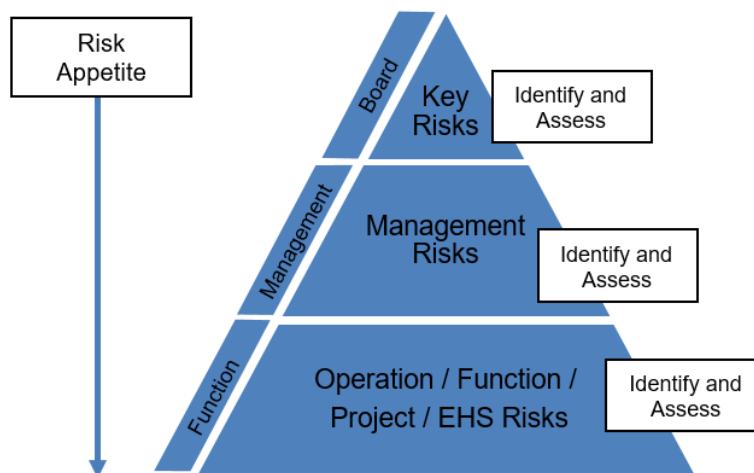 Risk
Appetite
Board
Key
Risks
Identify and
Assess
Management
Management
Risks
Identify and
Assess
Function
Operation / Function /
Project / EHS Risks
Identify and
Assess